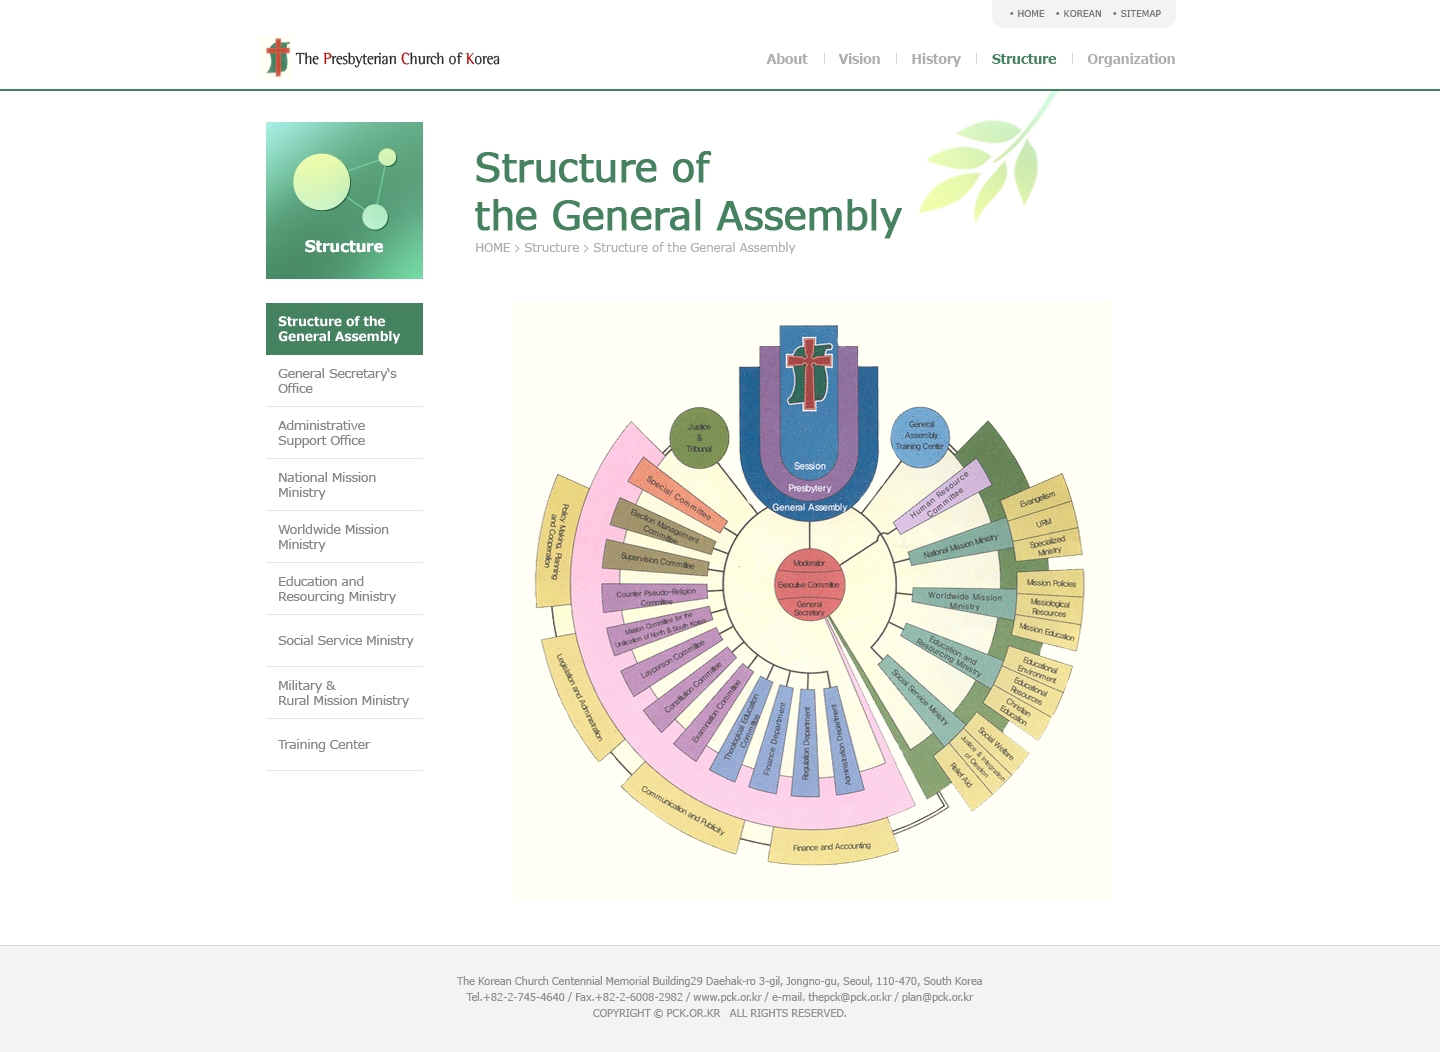 • HOME • KOREAN • SITEMAP
The Presbyterian Church of Korea
About Vision History Structure Organization
Structure
Structure of
the General Assembly
HOME > Structure > Structure of the General Assembly
Structure of the
General Assembly
General Secretary's
Office
Administrative
Support Office
National Mission
Ministry
Worldwide Mission
Ministry
Education and
Resourcing Ministry
Social Service Ministry
Military &
Rural Mission Ministry
Training Center
Session
Presbytery
General Assembly
Justice
&
Tribunal
General
Assembly
Training Center
Moderator
Executive Committee
General
Secretary
Special Committee
Election Management
Committee
Supervision Committee
Counter Pseudo-Religion
Committee
Mission Committee for the
Unification of North & South Korea
Layperson Committee
Constitution Committee
Examination Committee
Theological Education
Committee
Finance Department
Regulation Department
Administration Department
Policy Making, Planning
and Cooperation
Legislation and Administration
Communication and Publicity
Finance and Accounting
Human Resource
Committee
National Mission Ministry
Worldwide Mission
Ministry
Education and
Resourcing Ministry
Social Service Ministry
Evangelism
URM
Specialized
Ministry
Mission Policies
Missiological
Resources
Mission Education
Educational
Environment
Educational
Resources
Christian
Education
Social Welfare
Justice & Integration
of Creation
Relief Aid
The Korean Church Centennial Memorial Building29 Daehak-ro 3-gil, Jongno-gu, Seoul, 110-470, South Korea
Tel.+82-2-745-4640 / Fax.+82-2-6008-2982 / www.pck.or.kr / e-mail. thepck@pck.or.kr / plan@pck.or.kr
COPYRIGHT © PCK.OR.KR ALL RIGHTS RESERVED.